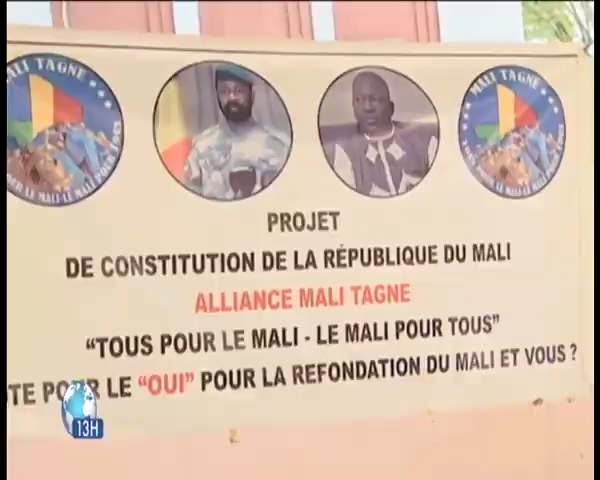 MALI TAGNE
MALI TAGNE
PROJET
DE CONSTITUTION DE LA RÉPUBLIQUE DU MALI
ALLIANCE MALI TAGNE
“TOUS POUR LE MALI - LE MALI POUR TOUS”
TE POUR LE “OUI” POUR LA REFONDATION DU MALI ET VOUS ?
13H